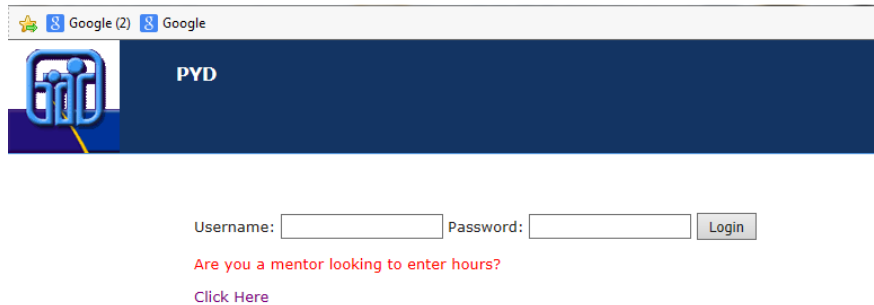 Google (2) Google
PYD
Username: Password: Login
Are you a mentor looking to enter hours?
Click Here